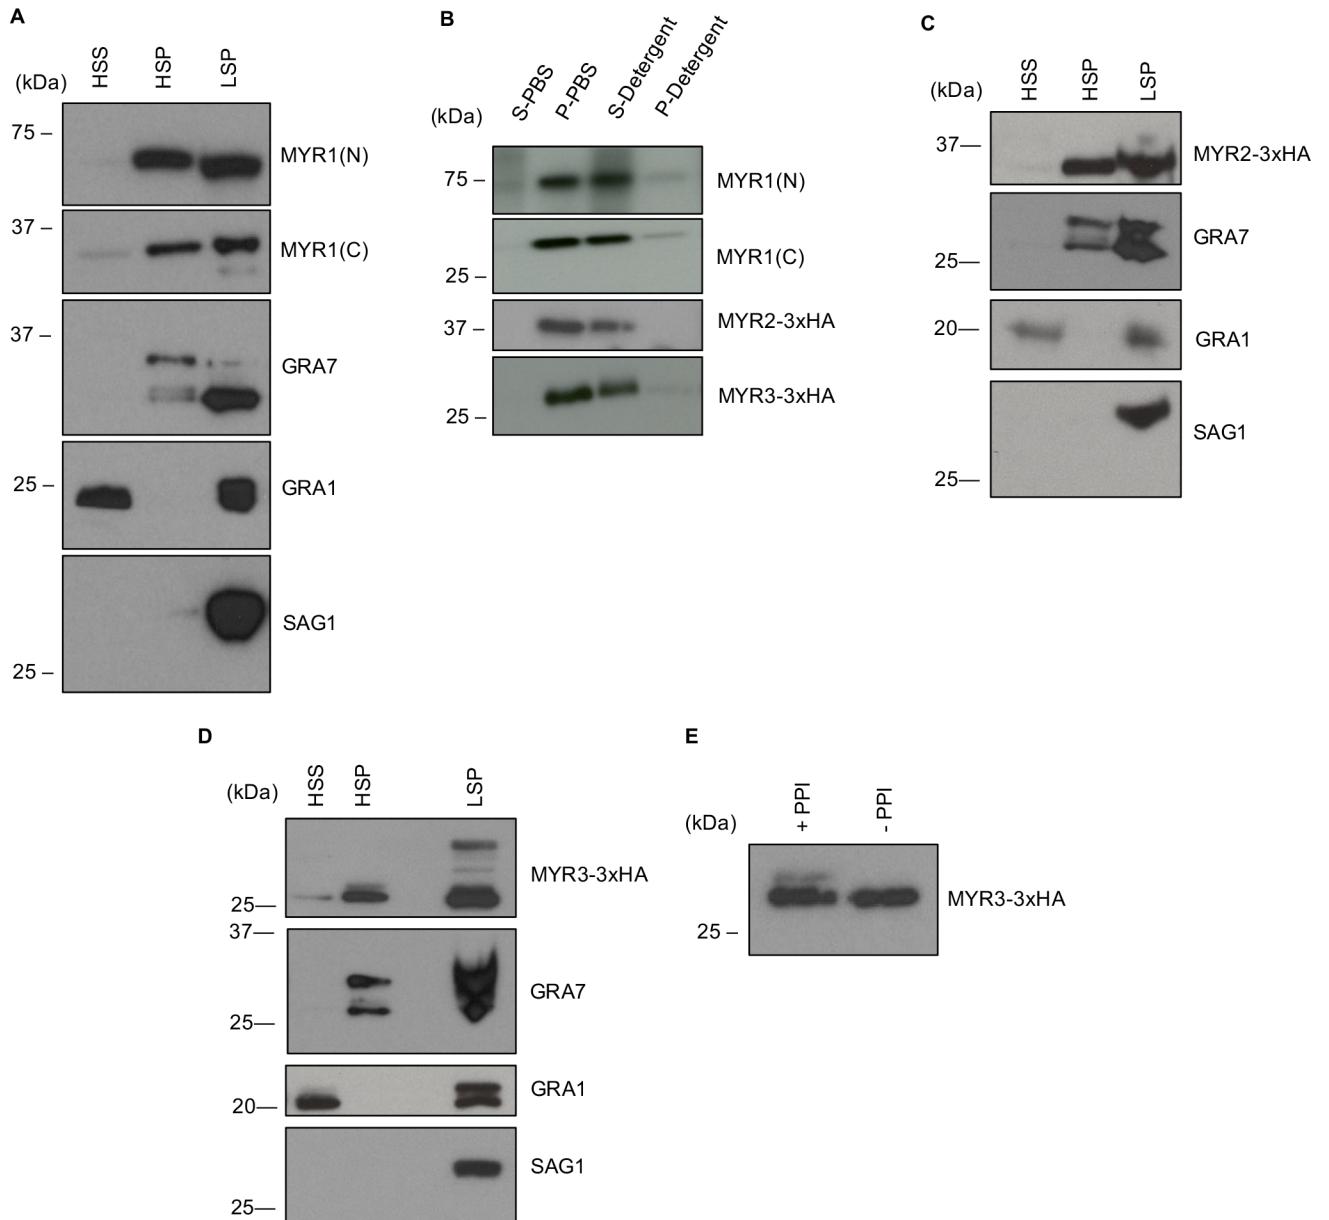 A
(kDa)
HSS
HSP
LSP
75 –
MYR1(N)
37 –
MYR1(C)
37 –
GRA7
25 –
GRA1
SAG1
25 –
B
(kDa)
S-PBS
P-PBS
S-Detergent
P-Detergent
75 –
MYR1(N)
MYR1(C)
25 –
37 –
MYR2-3xHA
MYR3-3xHA
25 –
C
(kDa)
HSS
HSP
LSP
37—
MYR2-3xHA
GRA7
25—
20—
GRA1
SAG1
25—
D
(kDa)
HSS
HSP
LSP
MYR3-3xHA
25—
37—
GRA7
25—
GRA1
20—
SAG1
25—
E
(kDa)
+ PPI
- PPI
MYR3-3xHA
25 –